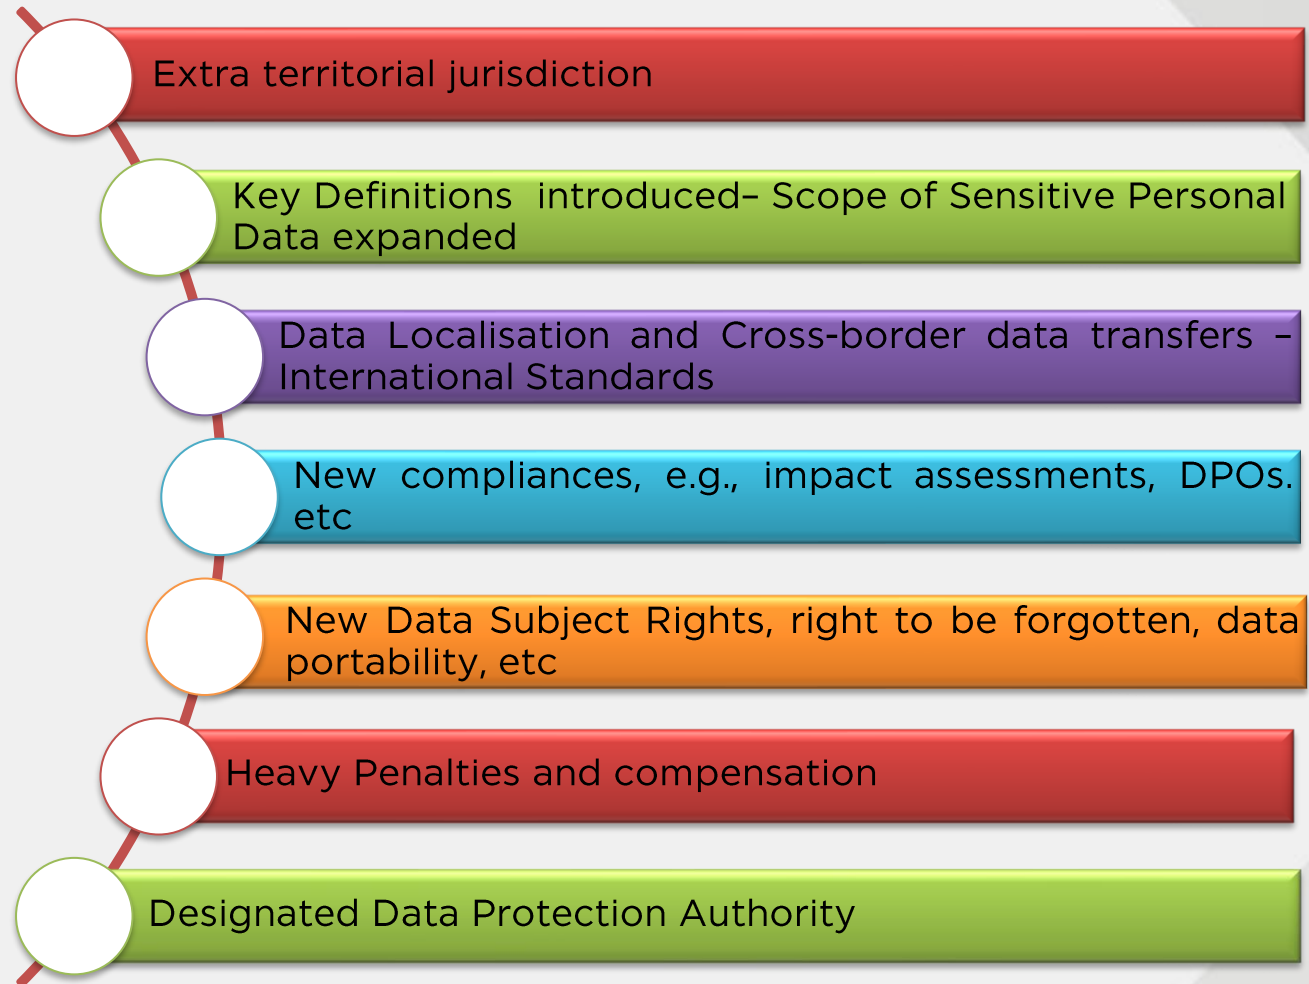 Extra territorial jurisdiction
Key Definitions introduced– Scope of Sensitive Personal
Data expanded
Data Localisation and Cross-border data transfers –
International Standards
New compliances, e.g., impact assessments, DPOs.
etc
New Data Subject Rights, right to be forgotten, data
portability, etc
Heavy Penalties and compensation
Designated Data Protection Authority